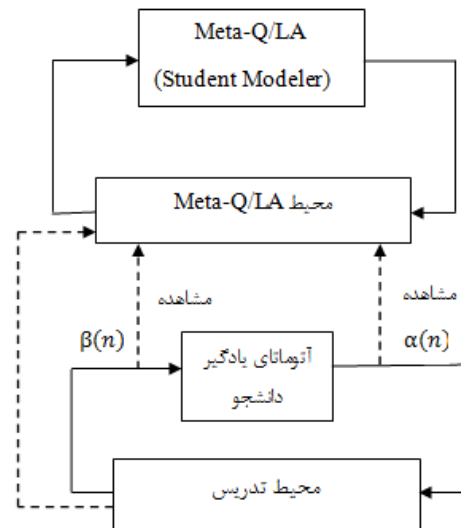 Meta-Q/LA
(Student Modeler)
محیط Meta-Q/LA
مشاهده
مشاهده
β(n)
α(n)
آتوماتای یادگیر
دانشجو
محیط تدریس